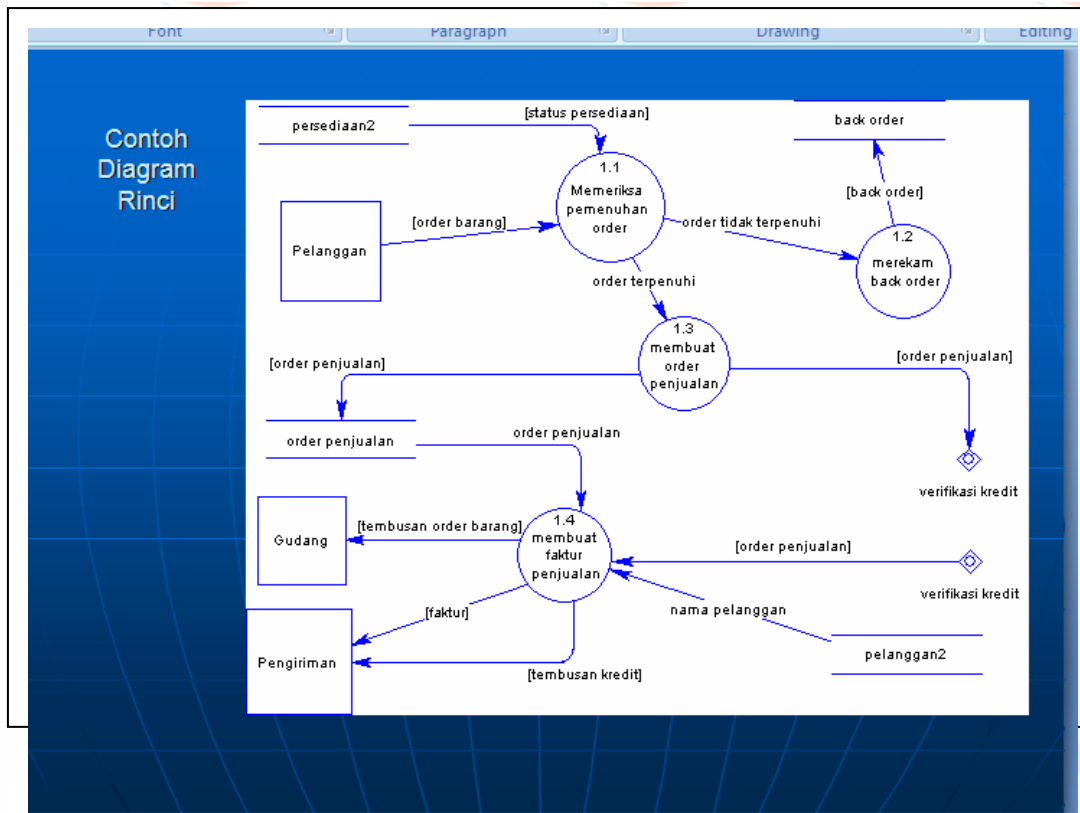 Font
Paragraph
Drawing
Editing
Contoh
Diagram
Rinci
persediaan2
[status persediaan]
back order
1.1
Memeriksa
pemenuhan
order
[back order]
[order barang]
order tidak terpenuhi
Pelanggan
1.2
merekam
back order
order terpenuhi
1.3
membuat
order
penjualan
[order penjualan]
[order penjualan]
order penjualan
order penjualan
verifikasi kredit
Gudang
[tembusan order barang]
1.4
membuat
faktur
penjualan
[order penjualan]
verifikasi kredit
[faktur]
nama pelanggan
Pengiriman
[tembusan kredit]
pelanggan2